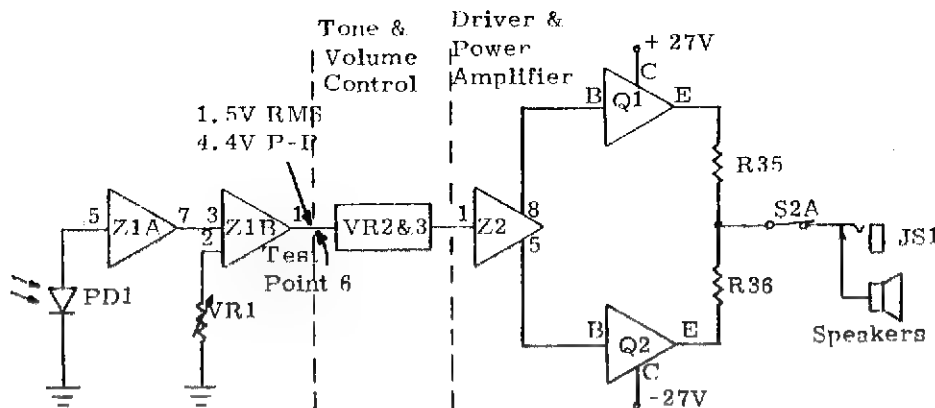 Tone &
Volume
Control
Driver &
Power
Amplifier
+ 27V
C
B
Q1
E
1.5V RMS
4.4V P-P
R35
5
Z1A
7
3
2
Z1B
1
VR2&3
1
Z2
8
5
S2A
JS1
Test
Point 6
PD1
VR1
R36
B
Q2
E
C
-27V
Speakers